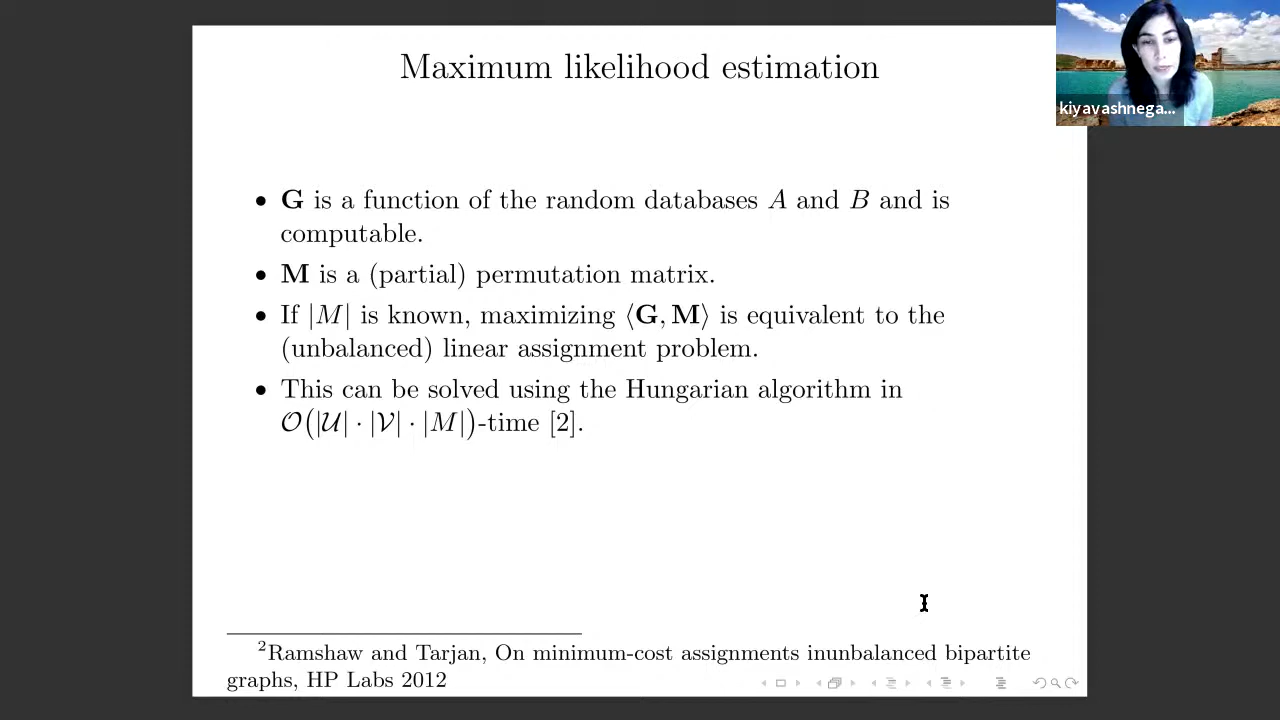 Maximum likelihood estimation
kiyavashnega...
• G is a function of the random databases A and B and is
computable.
• M is a (partial) permutation matrix.
• If |M| is known, maximizing ⟨G, M⟩ is equivalent to the
(unbalanced) linear assignment problem.
• This can be solved using the Hungarian algorithm in
𝒪(|𝒰| · |𝒱| · |M|)-time [2].
²Ramshaw and Tarjan, On minimum-cost assignments inunbalanced bipartite
graphs, HP Labs 2012